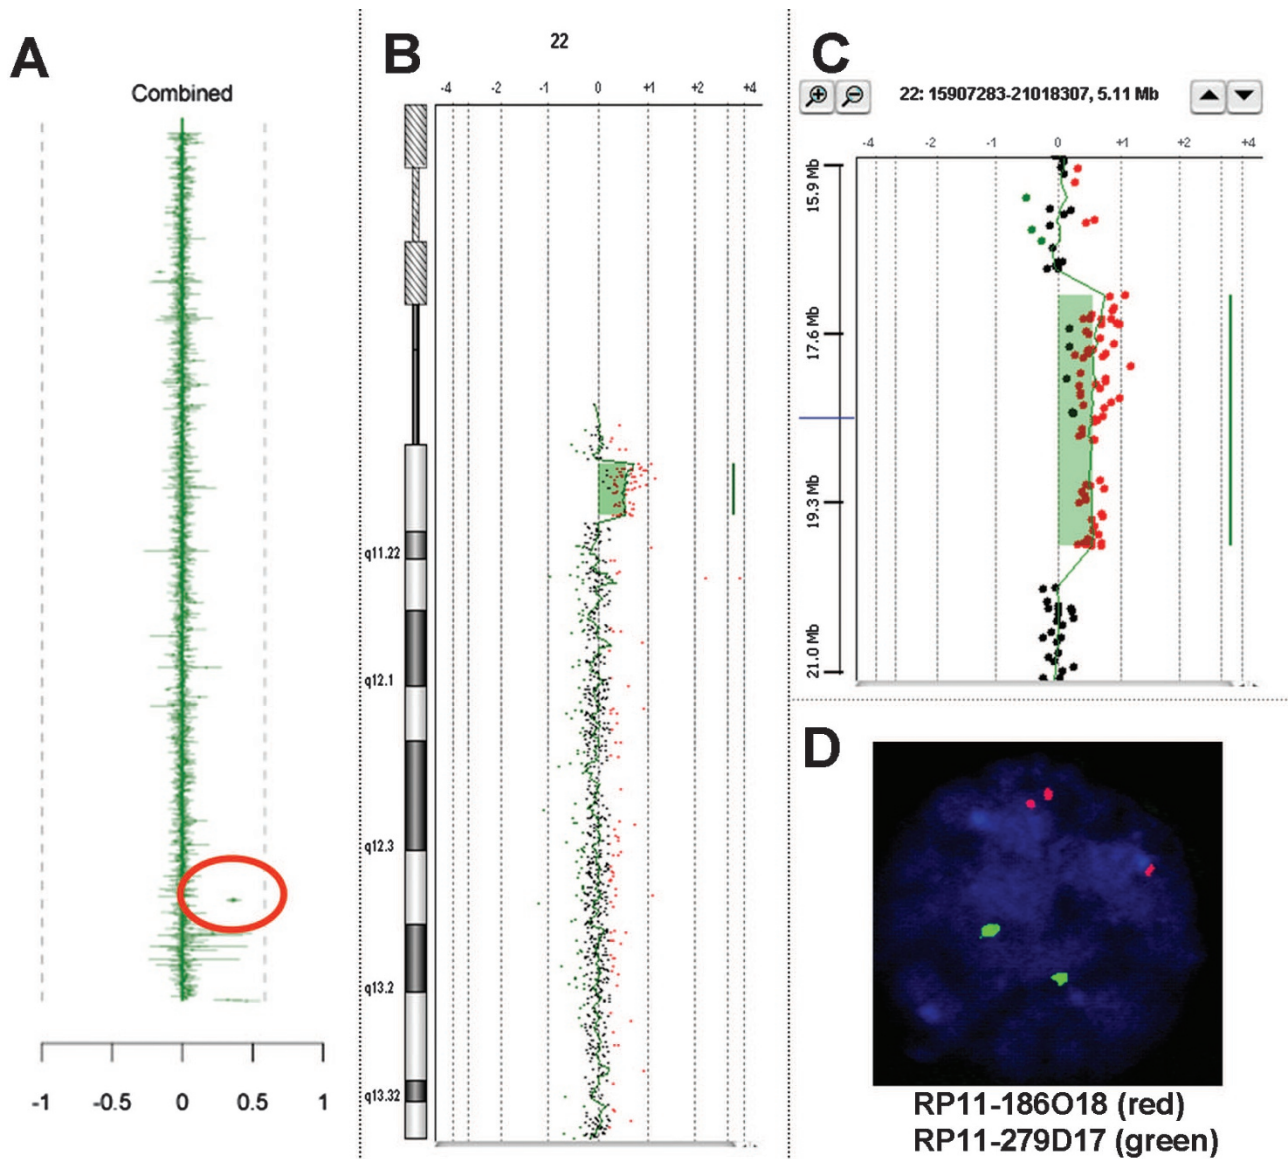 A
Combined
-1 -0.5 0 0.5 1
B
22
-4 -2 -1 0 +1 +2 +4
q11.22
q12.1
q12.3
q13.2
q13.32
C
22: 15907283-21018307, 5.11 Mb
-4 -2 -1 0 +1 +2 +4
15.9 Mb
17.6 Mb
19.3 Mb
21.0 Mb
D
RP11-186O18 (red)
RP11-279D17 (green)